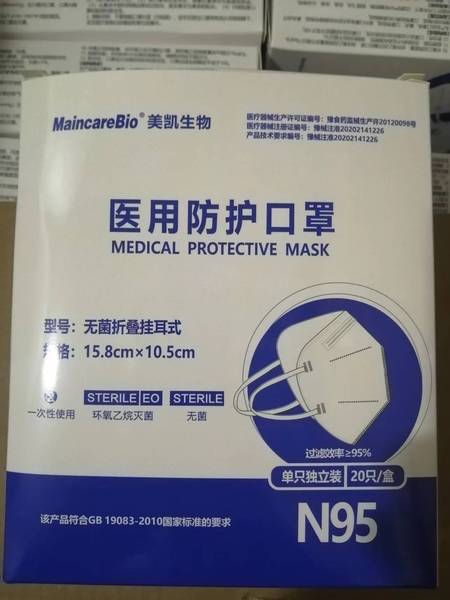 MaincareBio® 美凯生物
医疗器械生产许可证编号：豫食药监械生产许20120098号
医疗器械注册证编号：豫械注准20202141226
产品技术要求编号：豫械注准20202141226
医用防护口罩
MEDICAL PROTECTIVE MASK
型号：无菌折叠挂耳式
规格：15.8cm×10.5cm
STERILE EO STERILE
一次性使用 环氧乙烷灭菌 无菌
过滤效率≥95%
单只独立装 20只/盒
该产品符合GB 19083-2010国家标准的要求
N95